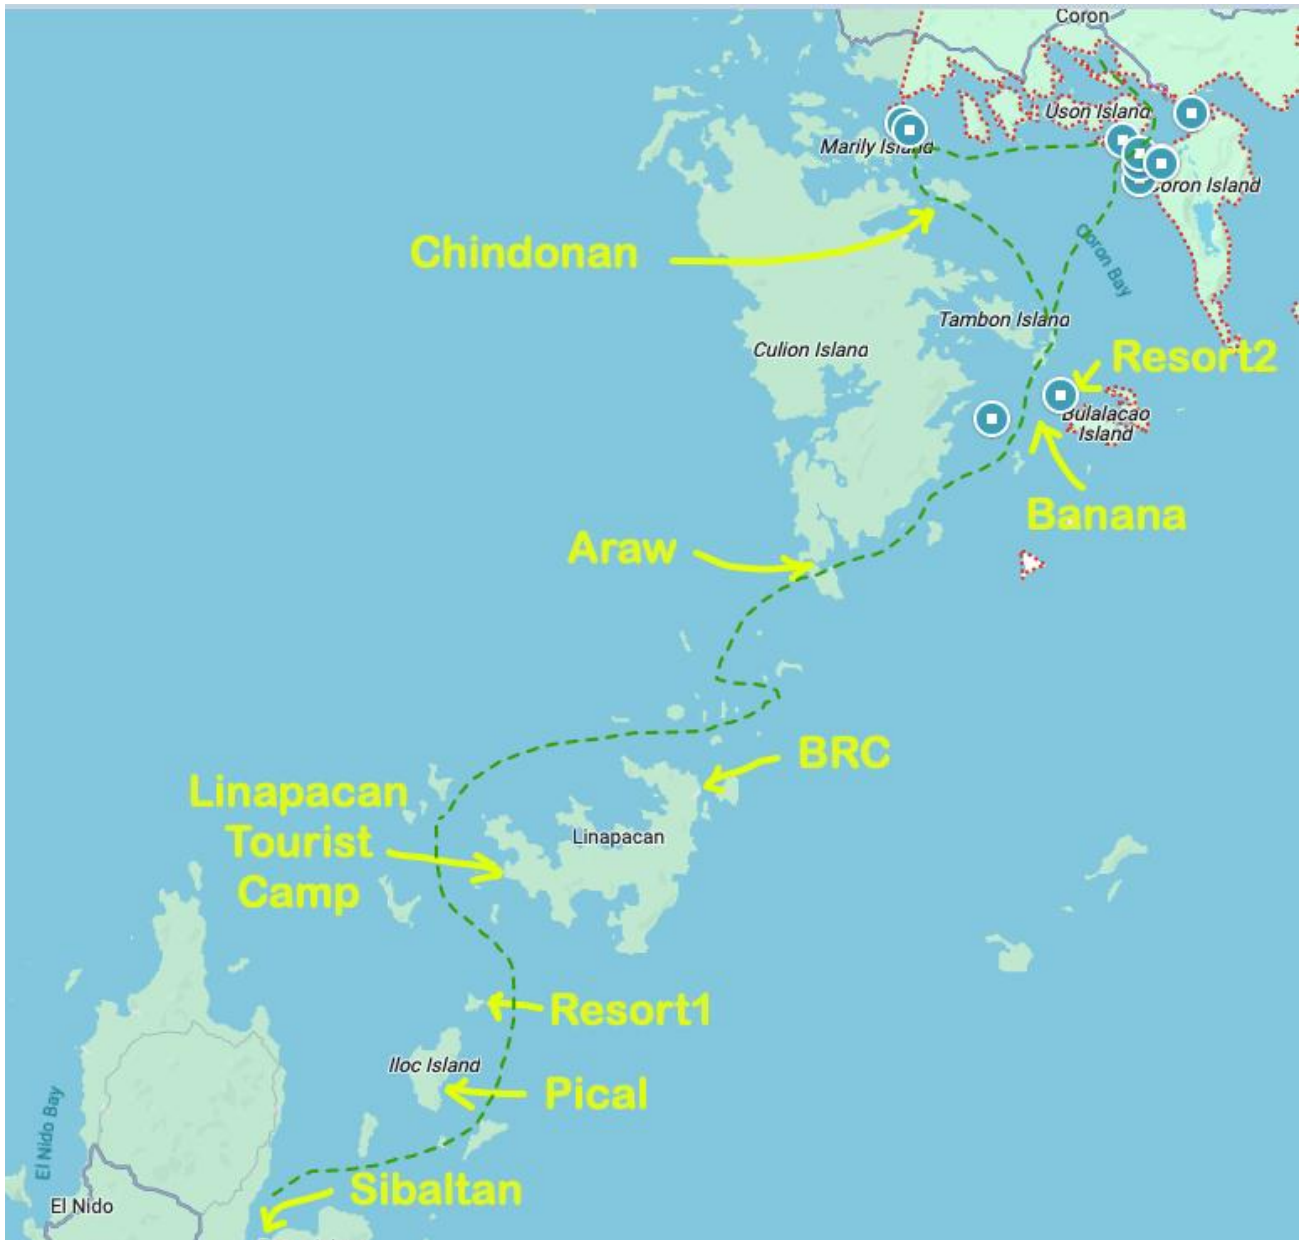 Coron
Uson Island
Marily Island
Coron Island
Chindonan
Coron Bay
Tambon Island
Culion Island
Resort2
Bulalacao
Island
Banana
Araw
BRC
Linapacan
Tourist
Camp
Linapacan
Resort1
Iloc Island
Pical
El Nido Bay
Sibaltan
El Nido